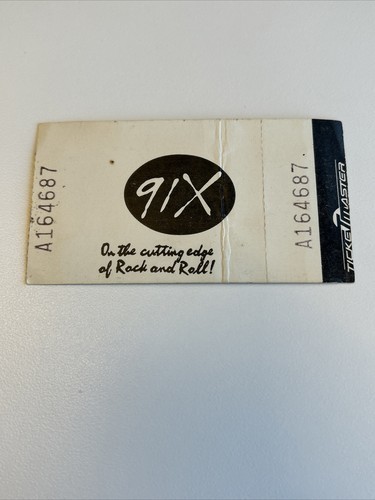 A164687
91X
On the cutting edge
of Rock and Roll!
A164687
TICKETMASTER